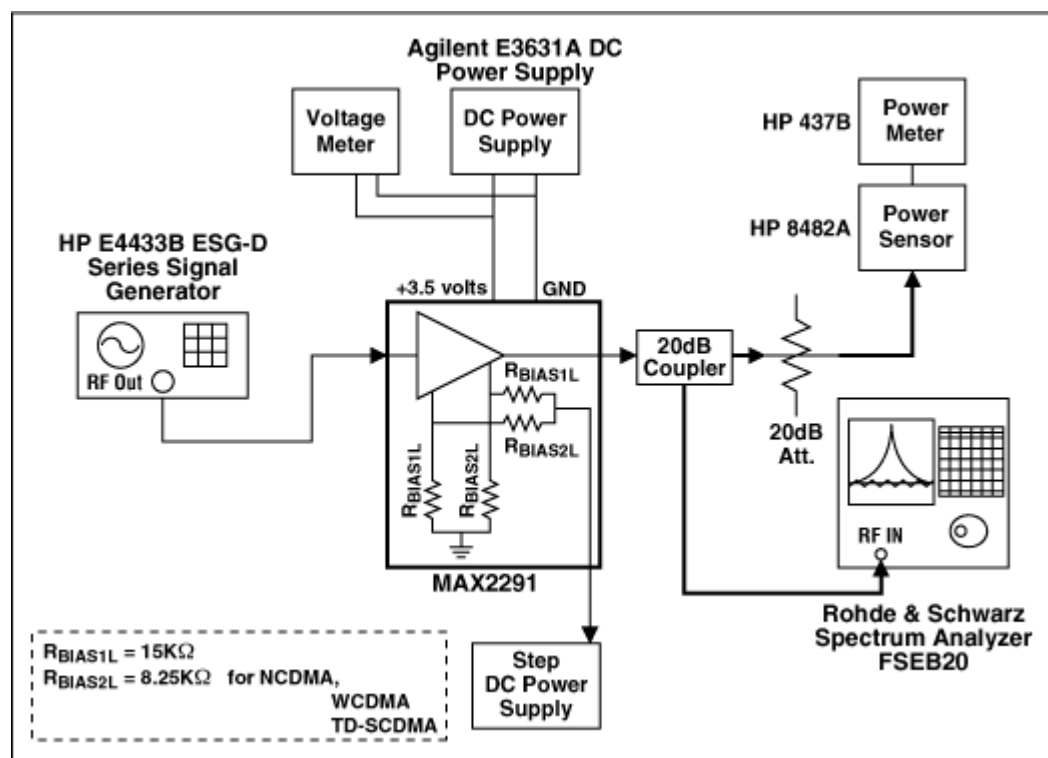 Agilent E3631A DC
Power Supply
Voltage
Meter
DC Power
Supply
HP 437B
Power
Meter
HP 8482A
Power
Sensor
HP E4433B ESG-D
Series Signal
Generator
RF Out
+3.5 volts
GND
20dB
Coupler
20dB
Att.
RBIAS1L
RBIAS2L
RBIAS1L
RBIAS2L
MAX2291
RF IN
Rohde & Schwarz
Spectrum Analyzer
FSEB20
Step
DC Power
Supply
RBIAS1L = 15KΩ
RBIAS2L = 8.25KΩ for NCDMA,
WCDMA
TD-SCDMA